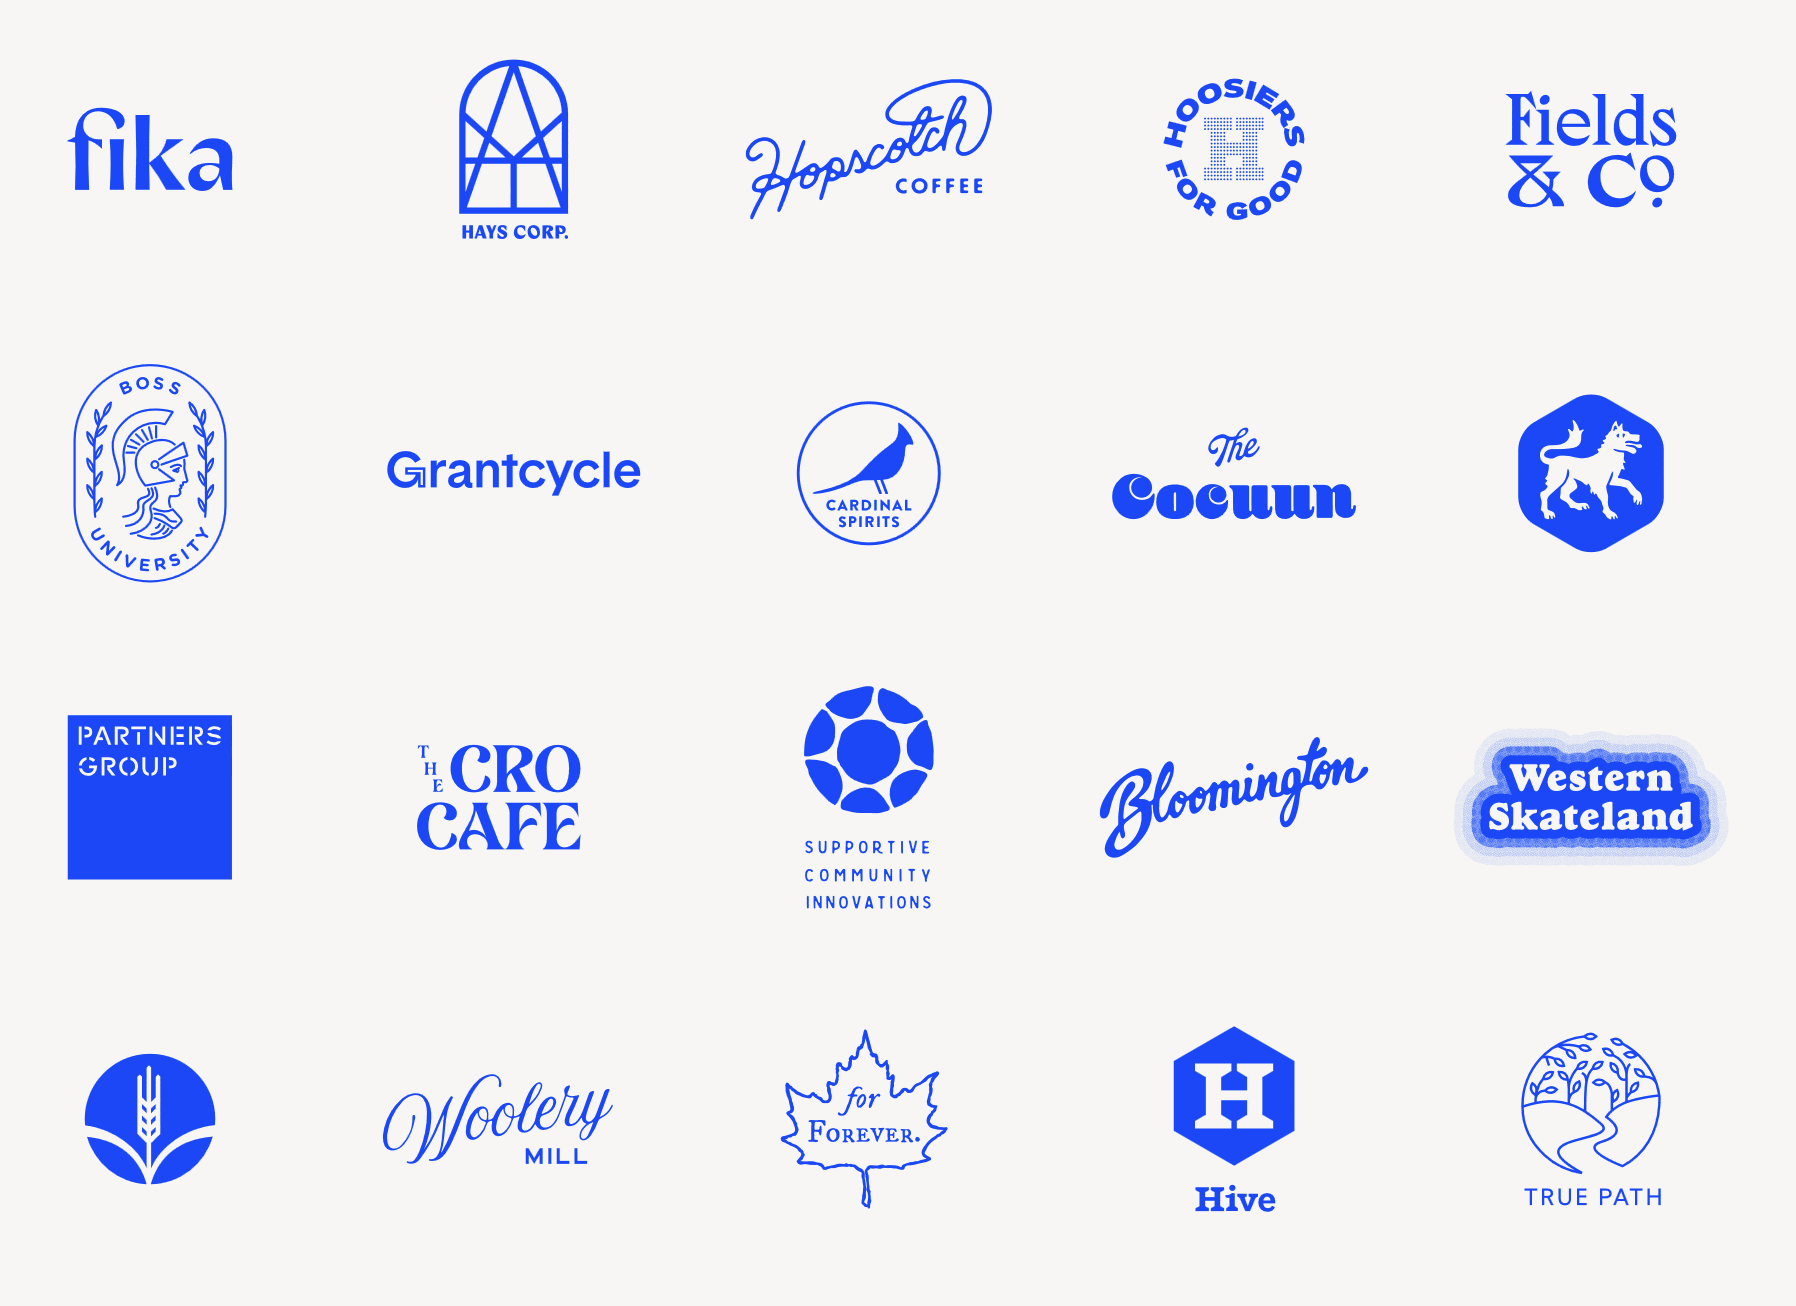 fika
HAYS CORP.
Hopscotch
COFFEE
HOOSIERS
H
FOR GOOD
Fields
& Co.
BOSS
UNIVERSITY
Grantcycle
CARDINAL
SPIRITS
The
Cocuun
PARTNERS
GROUP
THE CRO
CAFE
SUPPORTIVE
COMMUNITY
INNOVATIONS
Bloomington
Western
Skateland
Woolery
MILL
for
FOREVER.
H
Hive
TRUE PATH